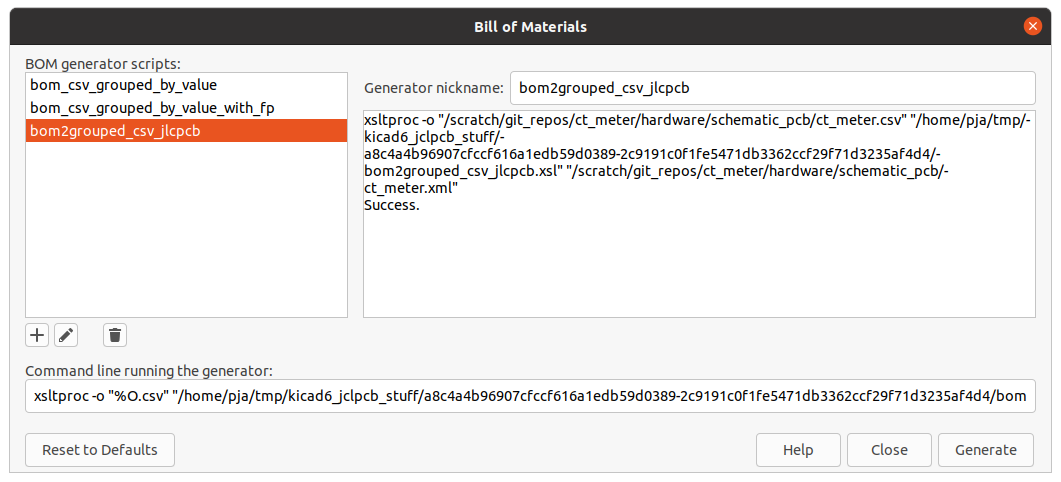 Bill of Materials
BOM generator scripts:
bom_csv_grouped_by_value
bom_csv_grouped_by_value_with_fp
bom2grouped_csv_jlcpcb
Generator nickname: bom2grouped_csv_jlcpcb
xsltproc -o "/scratch/git_repos/ct_meter/hardware/schematic_pcb/ct_meter.csv" "/home/pja/tmp/-
kicad6_jclpcb_stuff/-
a8c4a4b96907cfccf616a1edb59d0389-2c9191c0f1fe5471db3362ccf29f71d3235af4d4/-
bom2grouped_csv_jlcpcb.xsl" "/scratch/git_repos/ct_meter/hardware/schematic_pcb/-
ct_meter.xml"
Success.
Command line running the generator:
xsltproc -o "%O.csv" "/home/pja/tmp/kicad6_jclpcb_stuff/a8c4a4b96907cfccf616a1edb59d0389-2c9191c0f1fe5471db3362ccf29f71d3235af4d4/bom
Reset to Defaults
Help
Close
Generate